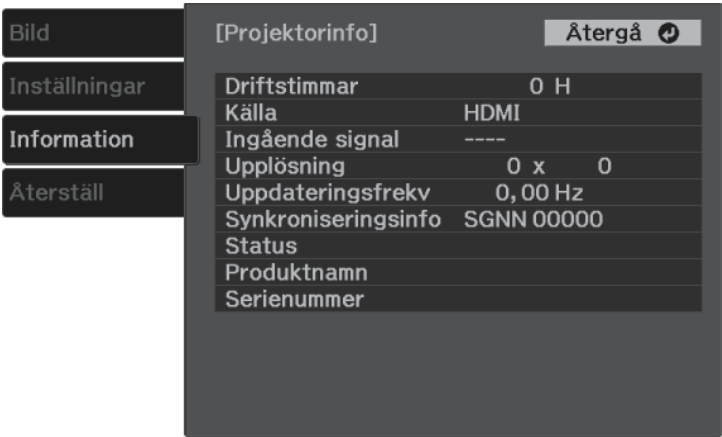 Bild
Inställningar
Information
Återställ
[Projektorinfo]
Återgå
Driftstimmar 0 H
Källa HDMI
Ingående signal ----
Upplösning 0 x 0
Uppdateringsfrekv 0,00 Hz
Synkroniseringsinfo SGNN 00000
Status
Produktnamn
Serienummer